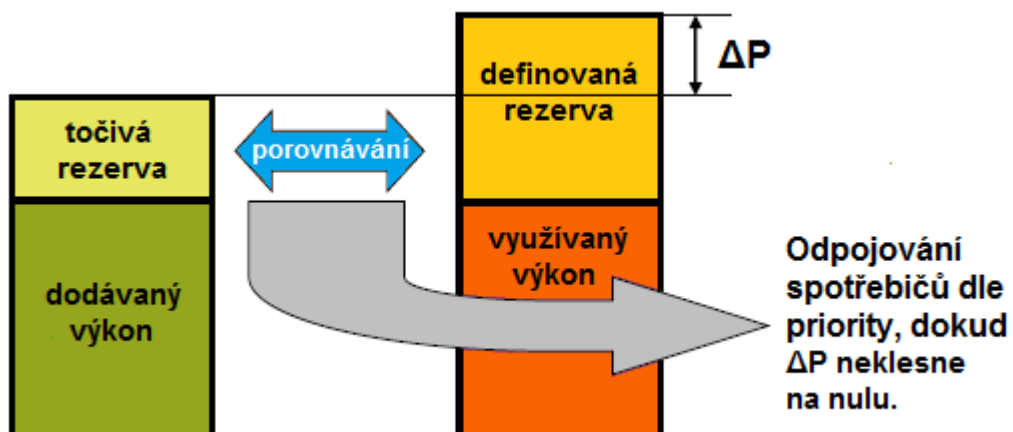 točivá
rezerva
dodávaný
výkon
porovnávání
definovaná
rezerva
využívaný
výkon
ΔP
Odpojování
spotřebičů dle
priority, dokud
ΔP neklesne
na nulu.